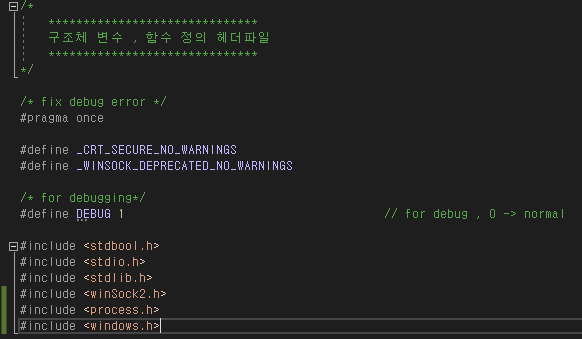 /*
******************************
구조체 변수 , 함수 정의 헤더파일
******************************
*/
/* fix debug error */
#pragma once
#define _CRT_SECURE_NO_WARNINGS
#define _WINSOCK_DEPRECATED_NO_WARNINGS
/* for debugging*/
#define DEBUG 1 // for debug , 0 -> normal
#include <stdbool.h>
#include <stdio.h>
#include <stdlib.h>
#include <winSock2.h>
#include <process.h>
#include <windows.h>